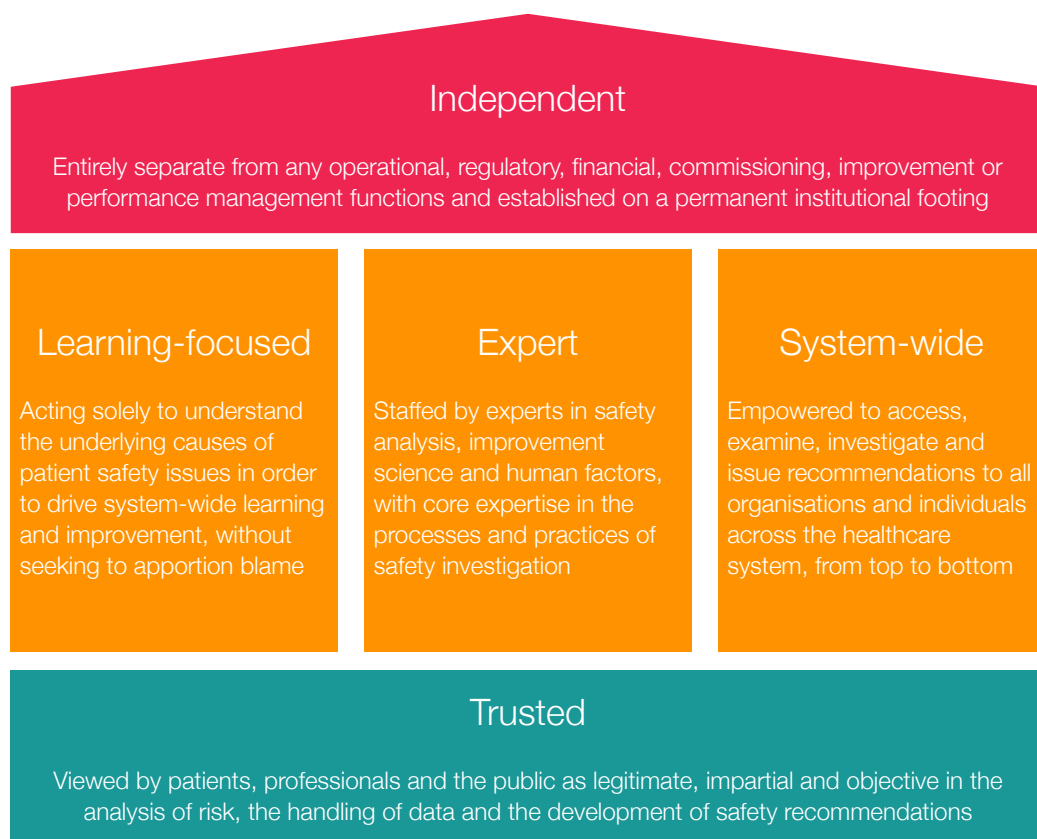 Independent
Entirely separate from any operational, regulatory, financial, commissioning, improvement or
performance management functions and established on a permanent institutional footing
Learning-focused
Acting solely to understand
the underlying causes of
patient safety issues in order
to drive system-wide learning
and improvement, without
seeking to apportion blame
Expert
Staffed by experts in safety
analysis, improvement
science and human factors,
with core expertise in the
processes and practices of
safety investigation
System-wide
Empowered to access,
examine, investigate and
issue recommendations to all
organisations and individuals
across the healthcare
system, from top to bottom
Trusted
Viewed by patients, professionals and the public as legitimate, impartial and objective in the
analysis of risk, the handling of data and the development of safety recommendations